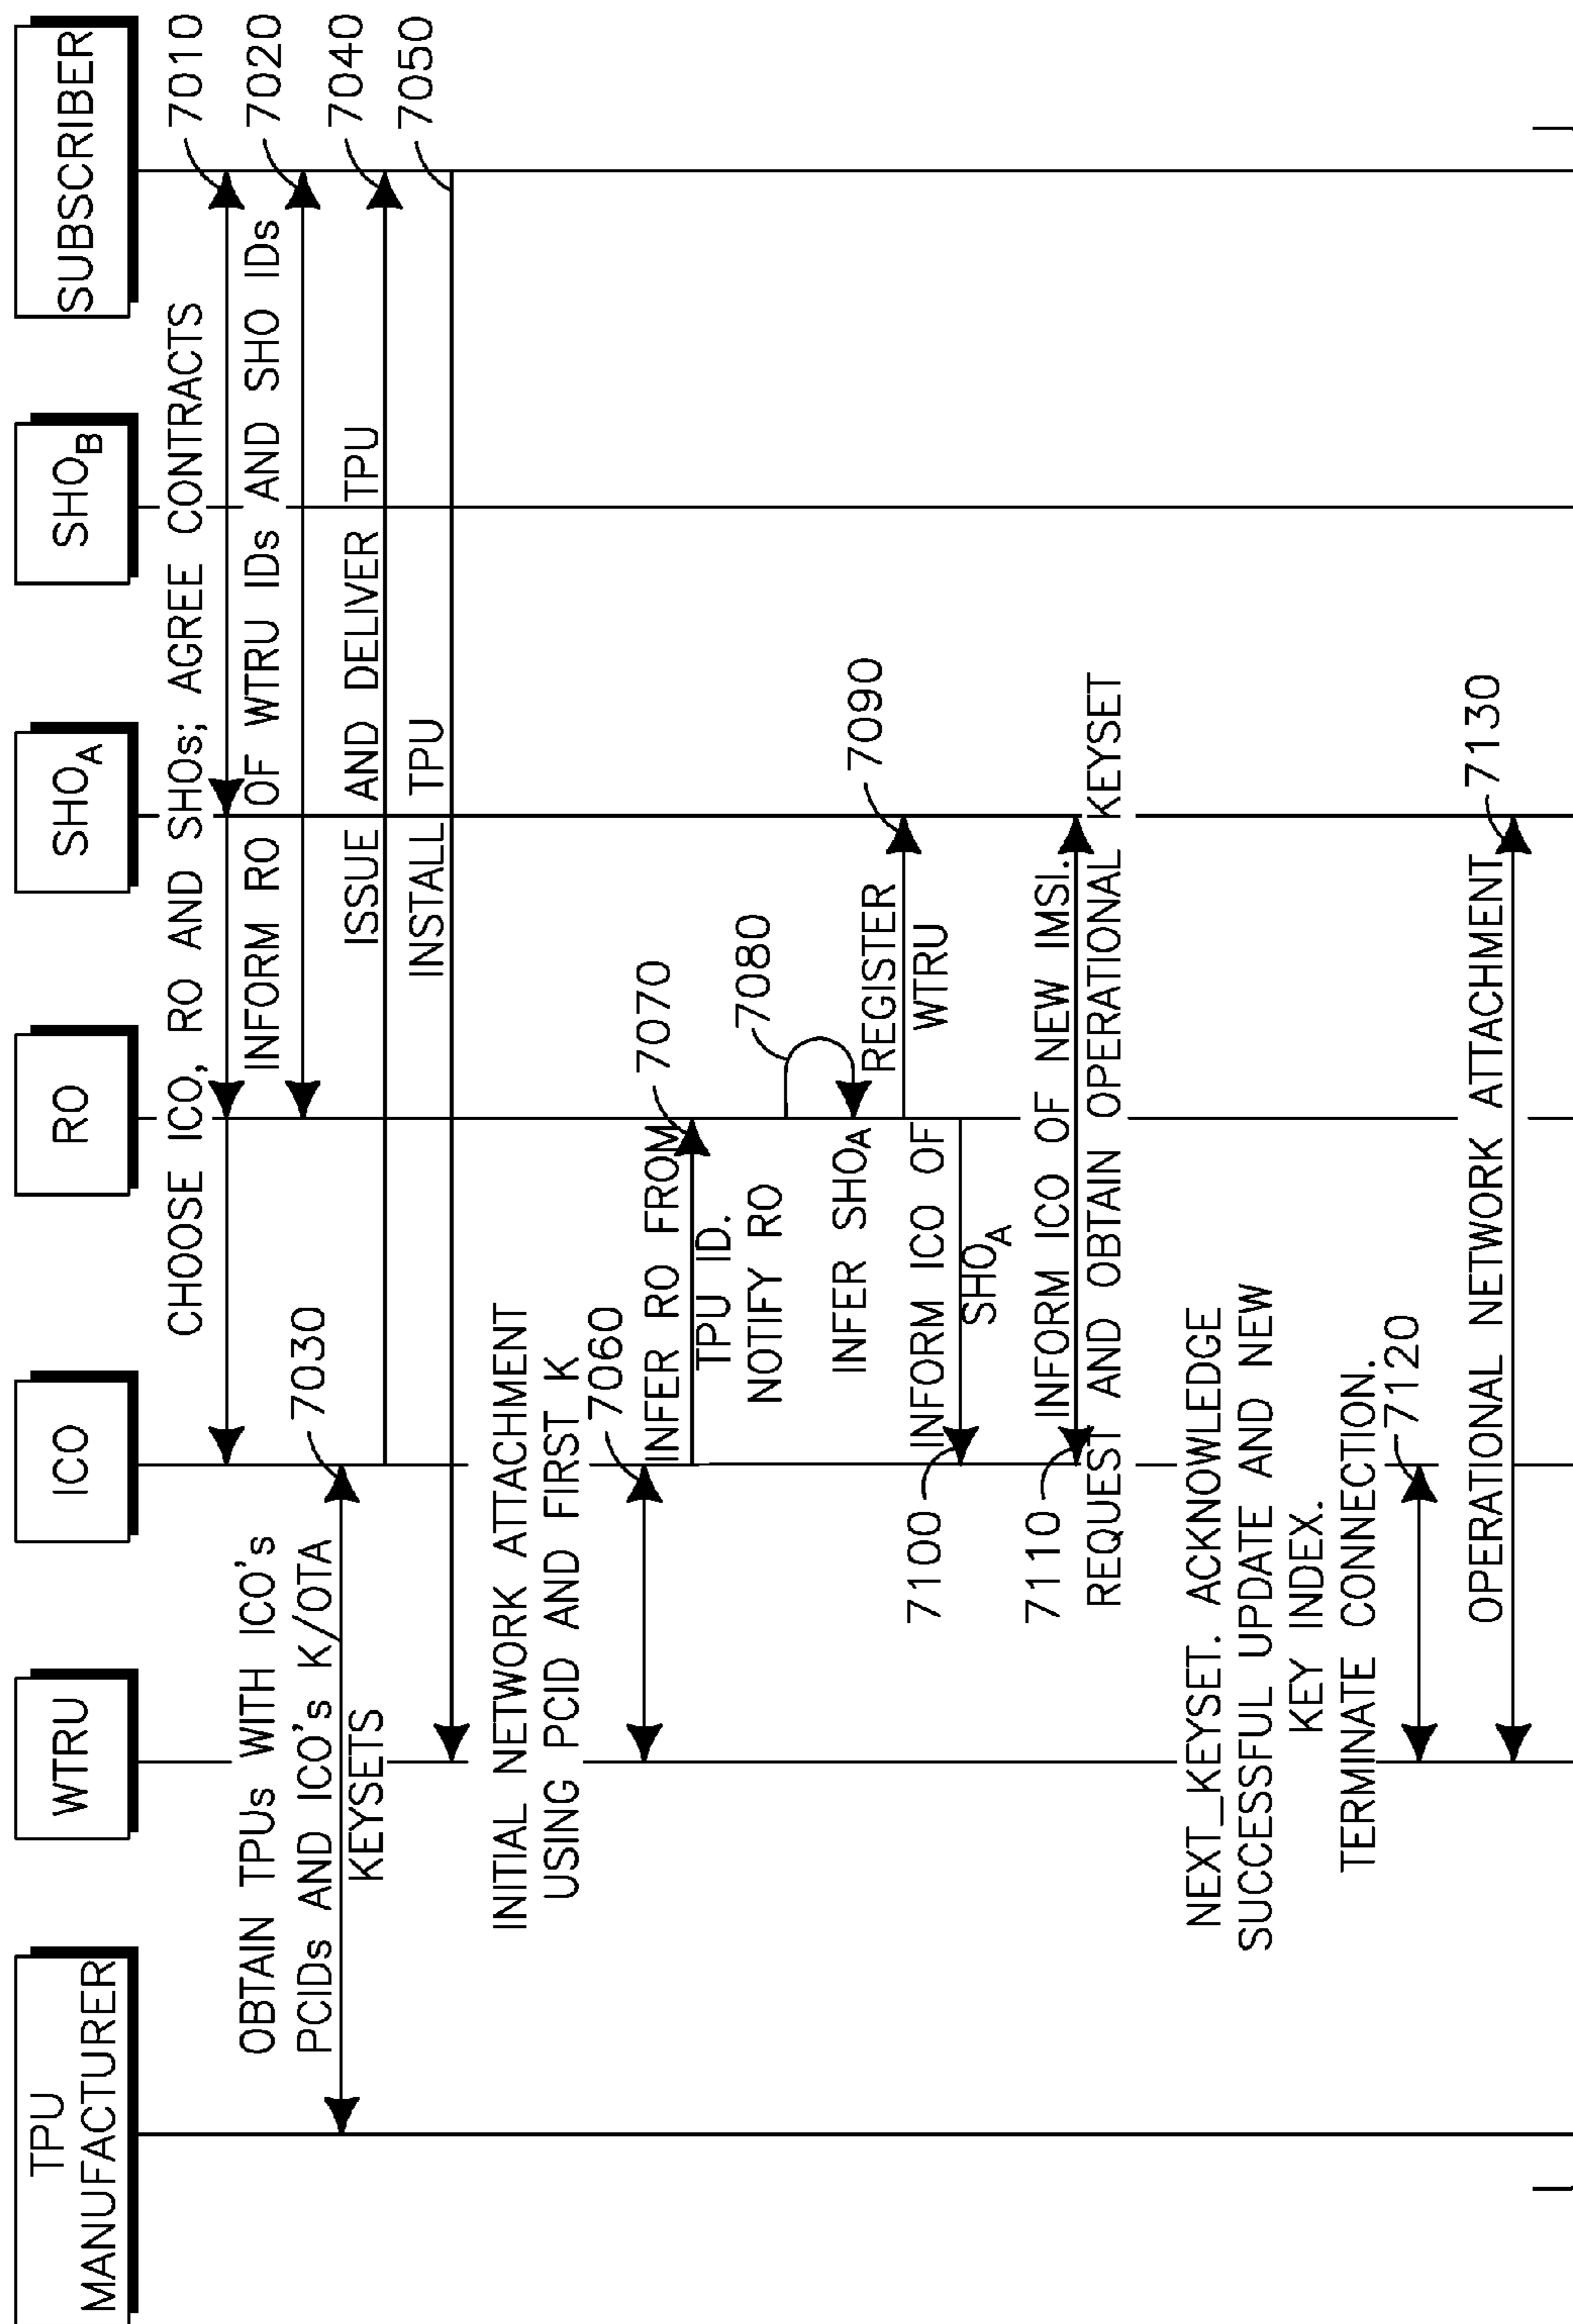 TPU
MANUFACTURER
WTRU
ICO
RO
SHOA
SHOB
SUBSCRIBER
CHOOSE ICO, RO AND SHOs; AGREE CONTRACTS
7010
INFORM RO OF WTRU IDs AND SHO IDs
7020
OBTAIN TPUs WITH ICO's
PCIDs AND ICO's K/OTA
KEYSETS
7030
ISSUE AND DELIVER TPU
7040
INSTALL TPU
7050
INITIAL NETWORK ATTACHMENT
USING PCID AND FIRST K
7060
INFER RO FROM
TPU ID.
NOTIFY RO
7070
7080
INFER SHOA
REGISTER
WTRU
7090
INFORM ICO OF
SHOA
7100
INFORM ICO OF NEW IMSI.
7110
REQUEST AND OBTAIN OPERATIONAL KEYSET
NEXT_KEYSET. ACKNOWLEDGE
SUCCESSFUL UPDATE AND NEW
KEY INDEX.
TERMINATE CONNECTION.
7120
OPERATIONAL NETWORK ATTACHMENT
7130